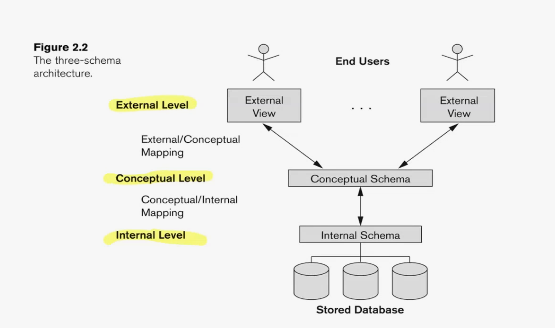 Figure 2.2
The three-schema
architecture.
End Users
External Level
External
View
. . .
External
View
External/Conceptual
Mapping
Conceptual Level
Conceptual Schema
Conceptual/Internal
Mapping
Internal Level
Internal Schema
Stored Database